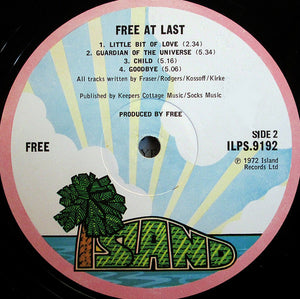 FREE AT LAST
1. LITTLE BIT OF LOVE (2.34)
2. GUARDIAN OF THE UNIVERSE (5.32)
3. CHILD (5.16)
4. GOODBYE (5.06)
All tracks written by Fraser/Rodgers/Kossoff/Kirke
Published by Keepers Cottage Music/Socks Music
PRODUCED BY FREE
FREE
SIDE 2
ILPS.9192
Ⓟ 1972 Island
Records Ltd
ISLAND